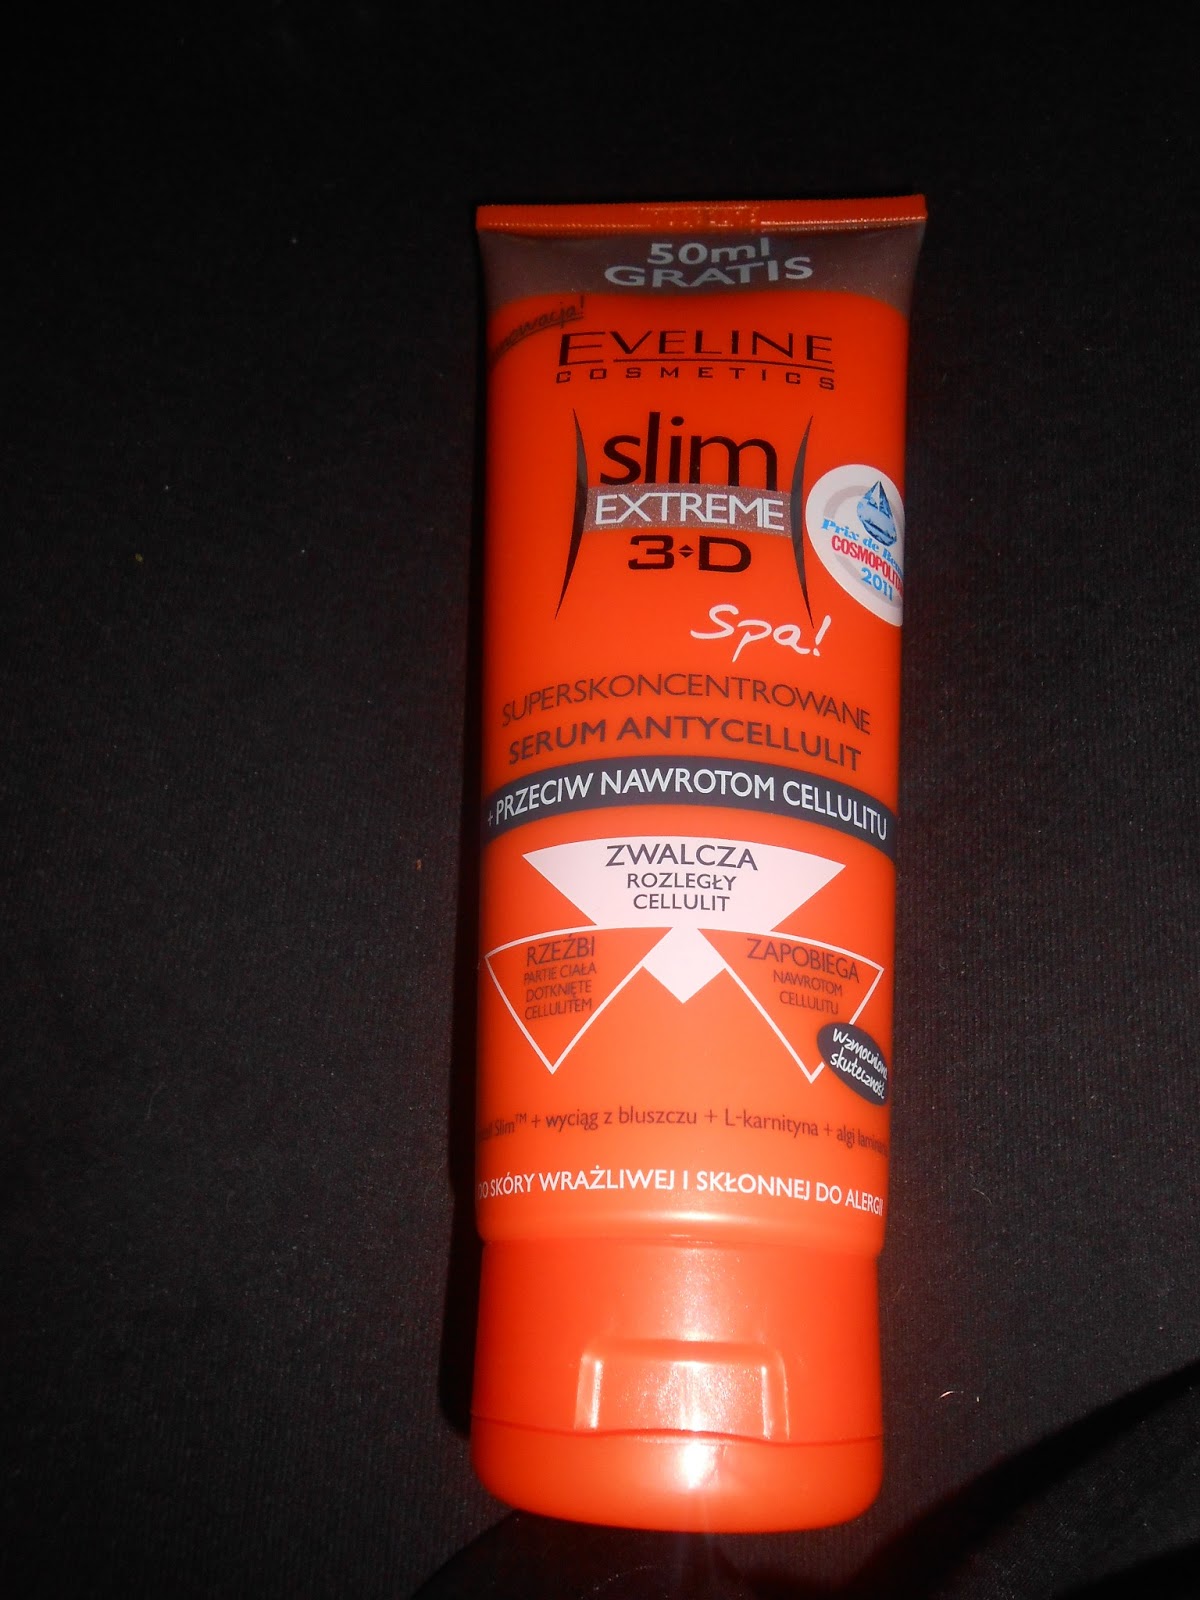 50ml
GRATIS
EVELINE
COSMETICS
slim
EXTREME
3D
Prix de
COSMOPOLIT
2011
Spa!
SUPERSKONCENTROWANE
SERUM ANTYCELLULIT
+ PRZECIW NAWROTOM CELLULITU
ZWALCZA
ROZLEGŁY
CELLULIT
RZEŹBI
PARTIE CIAŁA
DOTKNIĘTE
CELLULITEM
ZAPOBIEGA
NAWROTOM
CELLULITU
Wzmocniona
skuteczność
Slim™ + wyciąg z bluszczu + L-karnityna + algi
DO SKÓRY WRAŻLIWEJ I SKŁONNEJ DO ALERGII